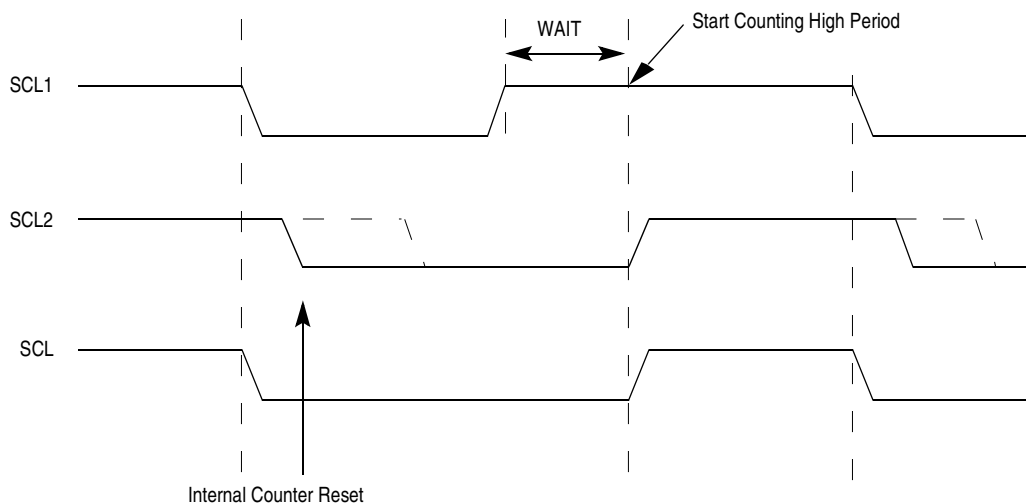 Start Counting High Period
WAIT
SCL1
SCL2
SCL
Internal Counter Reset